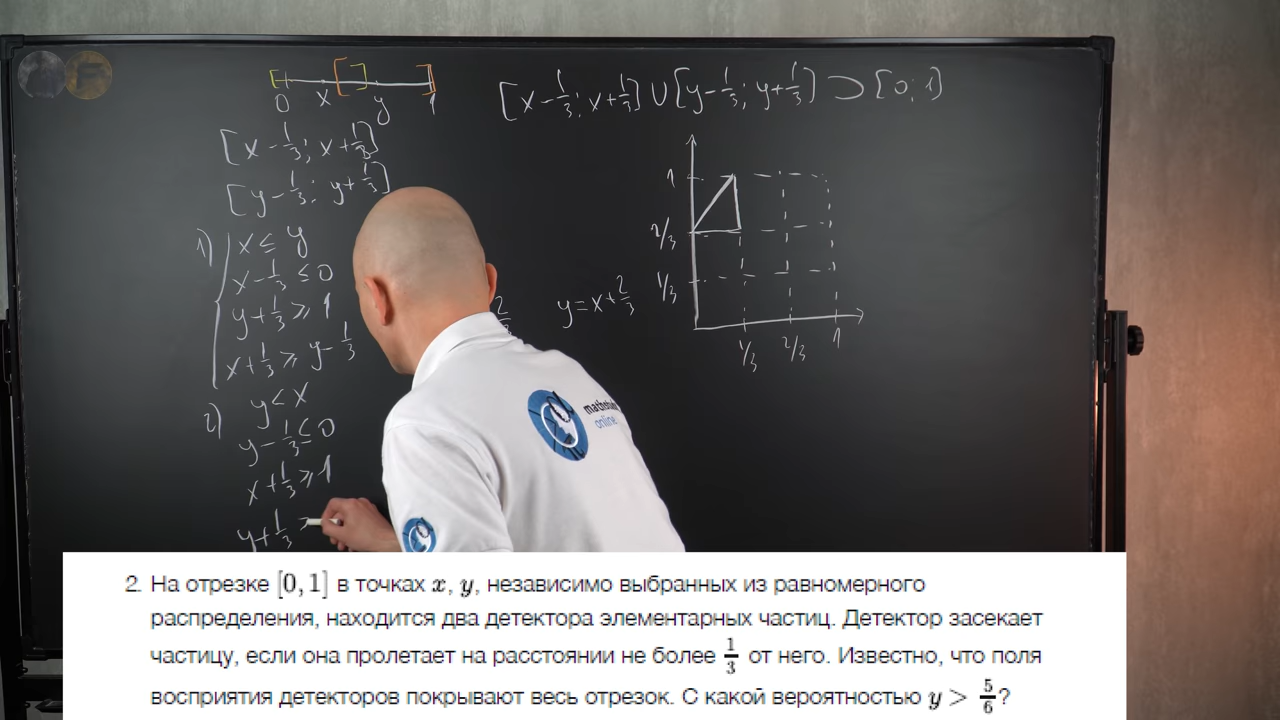 0 x y 1
[x-1/3; x+1/3] ∪ [y-1/3; y+1/3] ⊃ [0; 1]
[x-1/3; x+1/3]
[y-1/3; y+1/3]
1) x ≤ y
x-1/3 ≤ 0
y+1/3 ≥ 1
x+1/3 ≥ y-1/3
2) y < x
y-1/3 ≤ 0
x+1/3 ≥ 1
y+1/3 ≥
y=x+2/3
1
2/3
1/3
1/3 2/3 1
online
2. На отрезке [0, 1] в точках x, y, независимо выбранных из равномерного
распределения, находится два детектора элементарных частиц. Детектор засекает
частицу, если она пролетает на расстоянии не более 1/3 от него. Известно, что поля
восприятия детекторов покрывают весь отрезок. С какой вероятностью y > 5/6?